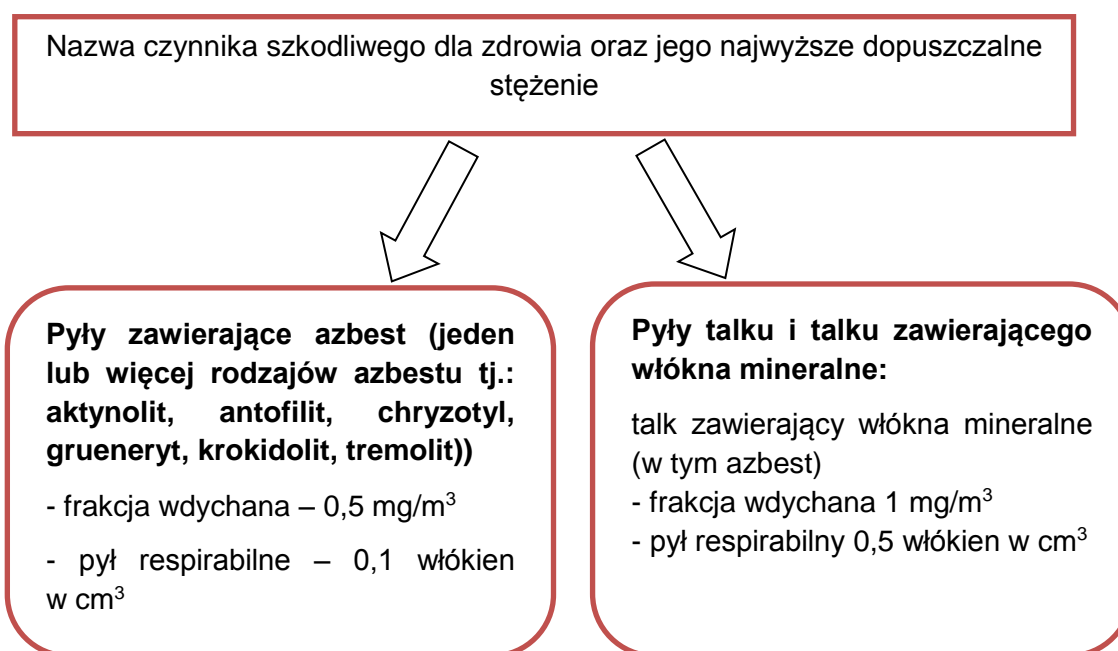 Nazwa czynnika szkodliwego dla zdrowia oraz jego najwyższe dopuszczalne
stężenie
Pyły zawierające azbest (jeden
lub więcej rodzajów azbestu tj.:
aktynolit, antofilit, chryzotyl,
grueneryt, krokidolit, tremolit))
- frakcja wdychana – 0,5 mg/m³
- pył respirabilne – 0,1 włókien
w cm³
Pyły talku i talku zawierającego
włókna mineralne:
talk zawierający włókna mineralne
(w tym azbest)
- frakcja wdychana 1 mg/m³
- pył respirabilny 0,5 włókien w cm³